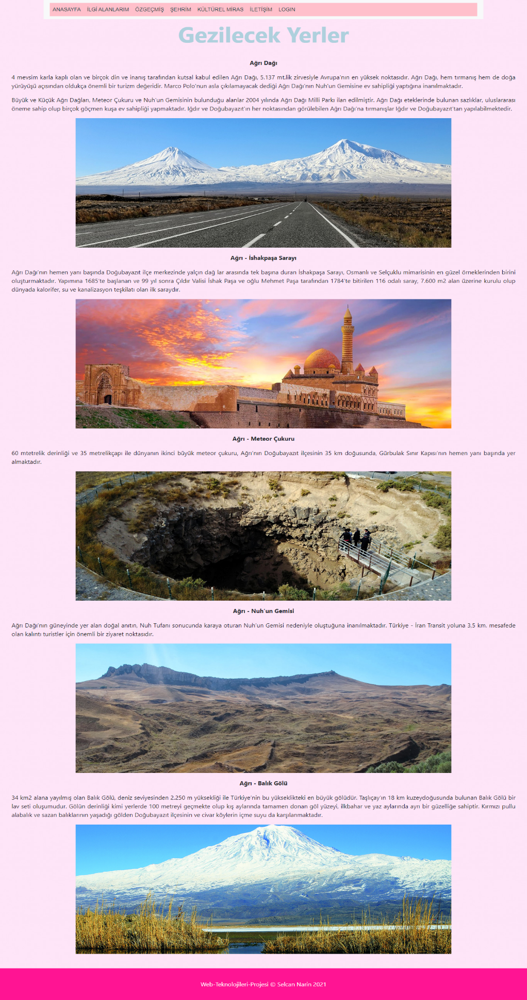 ANASAYFA İLGİ ALANLARIM ÖZGEÇMİŞ ŞEHRİM KÜLTÜREL MİRAS İLETİŞİM LOGIN
Gezilecek Yerler
Ağrı Dağı
4 mevsim karla kaplı olan ve birçok din ve inanış tarafından kutsal kabul edilen Ağrı Dağı, 5.137 mt.lik zirvesiyle Avrupa'nın en yüksek noktasıdır. Ağrı Dağı, hem tırmanış hem de doğa
yürüyüşü açısından oldukça önemli bir turizm değeridir. Marco Polo'nun asla çıkılamayacak dediği Ağrı Dağı’nın Nuh’un Gemisine ev sahipliği yaptığına inanılmaktadır.
Büyük ve Küçük Ağrı Dağları, Meteor Çukuru ve Nuh’un Gemisinin bulunduğu alanlar 2004 yılında Ağrı Dağı Milli Parkı ilan edilmiştir. Ağrı Dağı eteklerinde bulunan sazlıklar, uluslararası
öneme sahip olup birçok göçmen kuşa ev sahipliği yapmaktadır. Iğdır ve Doğubayazıt’ın her noktasından görülebilen Ağrı Dağı’na tırmanışlar Iğdır ve Doğubayazıt’tan yapılabilmektedir.
Ağrı - İshakpaşa Sarayı
Ağrı Dağı’nın hemen yanı başında Doğubayazıt ilçe merkezinde yalçın dağ lar arasında tek başına duran İshakpaşa Sarayı, Osmanlı ve Selçuklu mimarisinin en güzel örneklerinden birini
oluşturmaktadır. Yapımına 1685’te başlanan ve 99 yıl sonra Çıldır Valisi İshak Paşa ve oğlu Mehmet Paşa tarafından 1784’te bitirilen 116 odalı saray, 7.600 m2 alan üzerine kurulu olup
dünyada kalorifer, su ve kanalizasyon teşkilatı olan ilk saraydır.
Ağrı - Meteor Çukuru
60 mtetrelik derinliği ve 35 metrelikçapı ile dünyanın ikinci büyük meteor çukuru, Ağrı’nın Doğubayazıt ilçesinin 35 km doğusunda, Gürbulak Sınır Kapısı’nın hemen yanı başında yer
almaktadır.
Ağrı - Nuh’un Gemisi
Ağrı Dağı’nın güneyinde yer alan doğal anıtın, Nuh Tufanı sonucunda karaya oturan Nuh’un Gemisi nedeniyle oluştuğuna inanılmaktadır. Türkiye - İran Transit yoluna 3,5 km. mesafede
olan kalıntı turistler için önemli bir ziyaret noktasıdır.
Ağrı - Balık Gölü
34 km2 alana yayılmış olan Balık Gölü, deniz seviyesinden 2.250 m yüksekliği ile Türkiye’nin bu yükseklikteki en büyük gölüdür. Taşlıçay’ın 18 km kuzeydoğusunda bulunan Balık Gölü bir
lav seti oluşumudur. Gölün derinliği kimi yerlerde 100 metreyi geçmekte olup kış aylarında tamamen donan göl yüzeyi, ilkbahar ve yaz aylarında ayrı bir güzelliğe sahiptir. Kırmızı pullu
alabalık ve sazan balıklarının yaşadığı gölden Doğubayazıt ilçesinin ve civar köylerin içme suyu da karşılanmaktadır.
Web-Teknolojileri-Projesi © Selcan Narin 2021